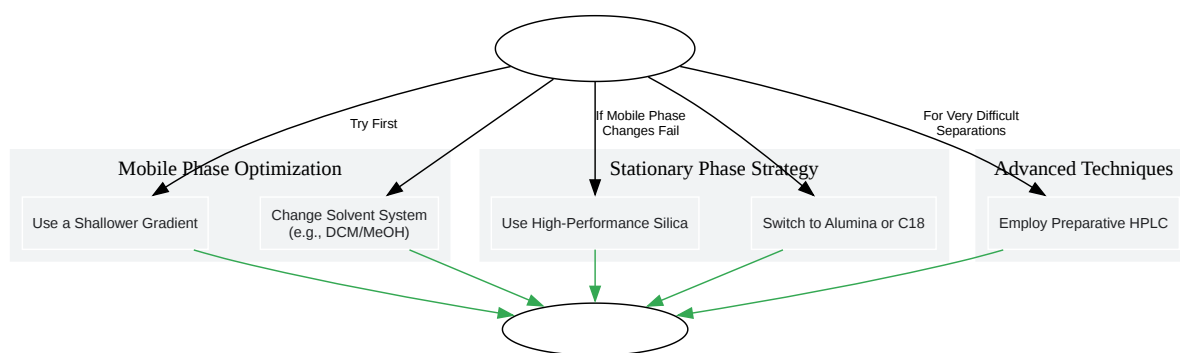 Try First
If Mobile Phase
Changes Fail
For Very Difficult
Separations
Mobile Phase Optimization
Stationary Phase Strategy
Advanced Techniques
Use a Shallower Gradient
Change Solvent System
(e.g., DCM/MeOH)
Use High-Performance Silica
Switch to Alumina or C18
Employ Preparative HPLC